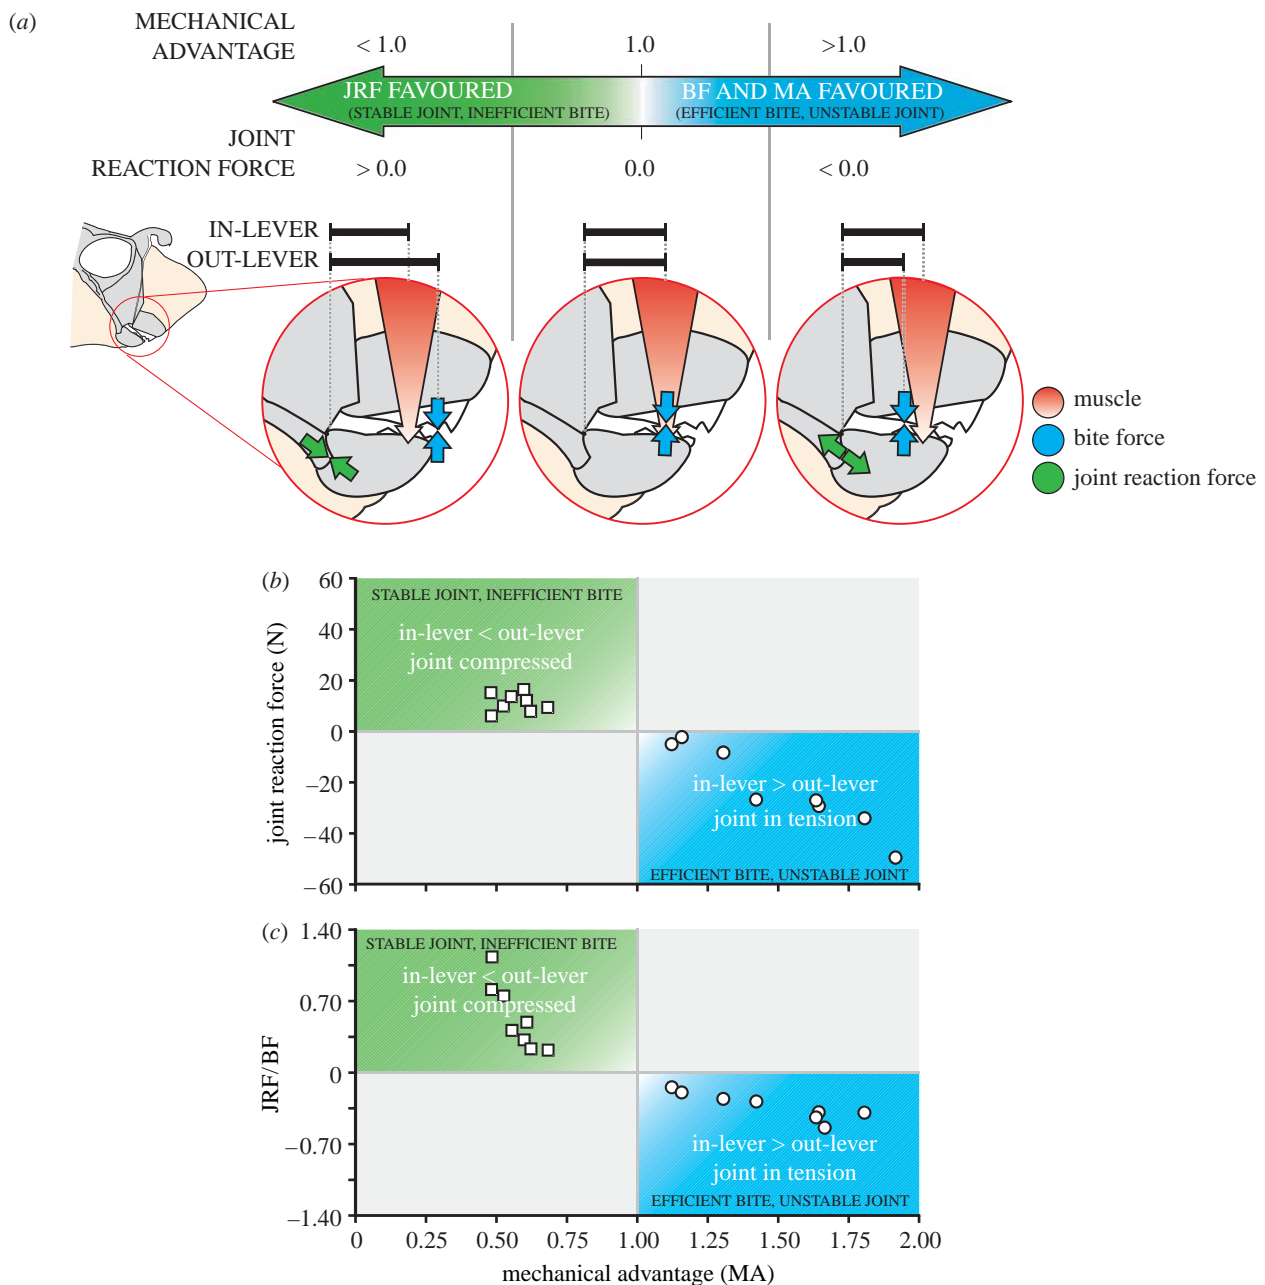 (a)
MECHANICAL
ADVANTAGE
< 1.0
1.0
>1.0
JRF FAVOURED
(STABLE JOINT, INEFFICIENT BITE)
BF AND MA FAVOURED
(EFFICIENT BITE, UNSTABLE JOINT)
JOINT
REACTION FORCE
> 0.0
0.0
< 0.0
IN-LEVER
OUT-LEVER
muscle
bite force
joint reaction force
(b)
joint reaction force (N)
60
40
20
0
–20
–40
–60
STABLE JOINT, INEFFICIENT BITE
in-lever < out-lever
joint compressed
in-lever > out-lever
joint in tension
EFFICIENT BITE, UNSTABLE JOINT
(c)
JRF/BF
1.40
0.70
0
–0.70
–1.40
STABLE JOINT, INEFFICIENT BITE
in-lever < out-lever
joint compressed
in-lever > out-lever
joint in tension
EFFICIENT BITE, UNSTABLE JOINT
0 0.25 0.50 0.75 1.00 1.25 1.50 1.75 2.00
mechanical advantage (MA)